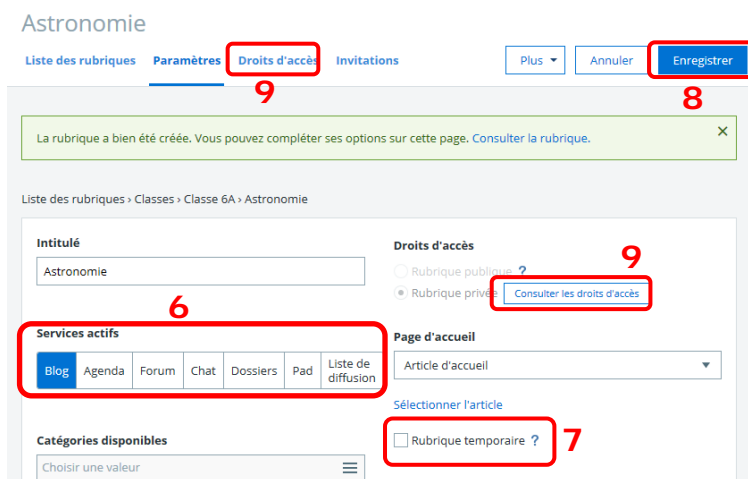 Astronomie
Liste des rubriques Paramètres Droits d'accès Invitations Plus Annuler Enregistrer
9 8
La rubrique a bien été créée. Vous pouvez compléter ses options sur cette page. Consulter la rubrique.
Liste des rubriques › Classes › Classe 6A › Astronomie
Intitulé
Astronomie
Droits d'accès
Rubrique publique ?
9
Rubrique privée Consulter les droits d'accès
6
Services actifs
Blog Agenda Forum Chat Dossiers Pad Liste de diffusion
Page d'accueil
Article d'accueil
Sélectionner l'article
Rubrique temporaire ?
7
Catégories disponibles
Choisir une valeur